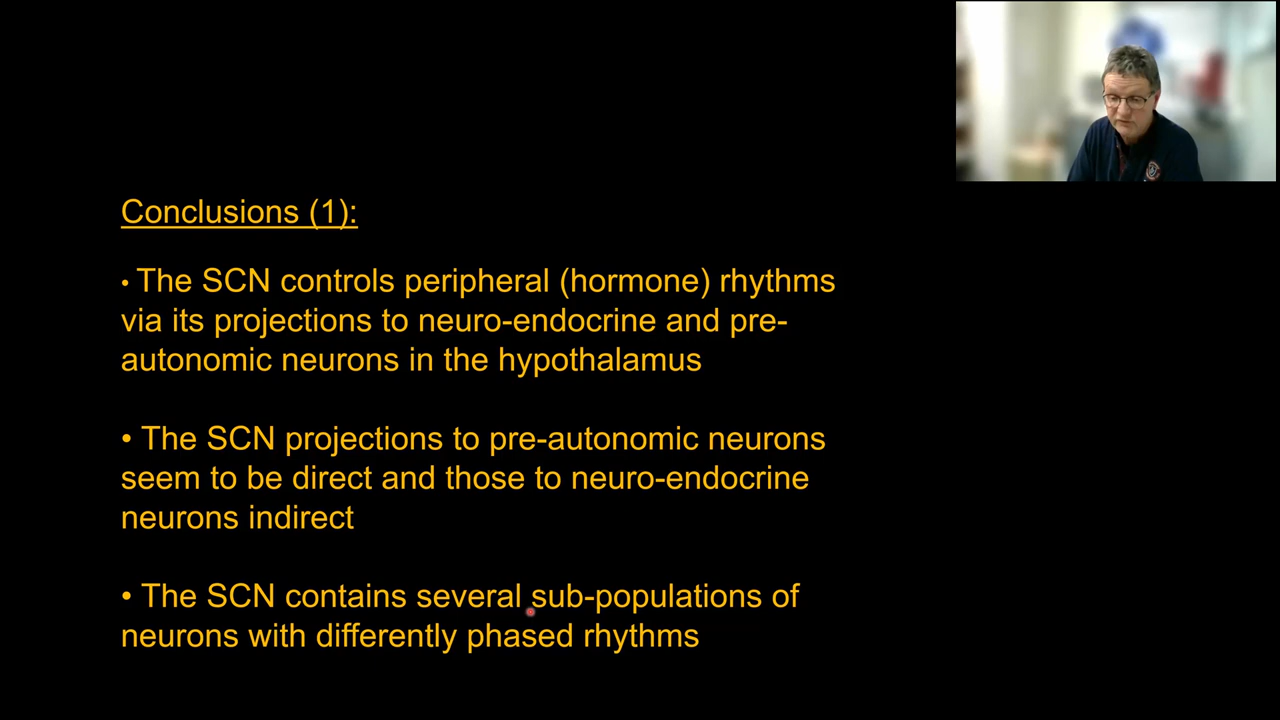 Conclusions (1):
• The SCN controls peripheral (hormone) rhythms
via its projections to neuro-endocrine and pre-
autonomic neurons in the hypothalamus
• The SCN projections to pre-autonomic neurons
seem to be direct and those to neuro-endocrine
neurons indirect
• The SCN contains several sub-populations of
neurons with differently phased rhythms